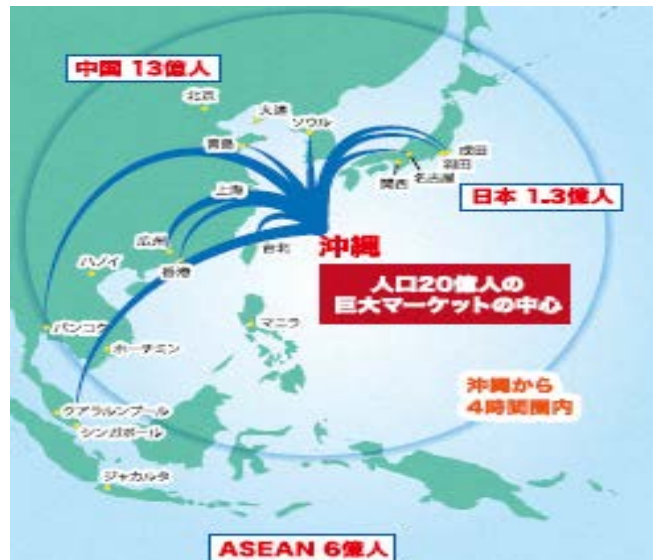 中国 13億人
北京
大連
ソウル
青島
成田
羽田
名古屋
関西
上海
日本 1.3億人
広州
台北
沖縄
香港
ハノイ
人口20億人の
巨大マーケットの中心
バンコク
マニラ
ホーチミン
沖縄から
4時間圏内
クアラルンプール
シンガポール
ジャカルタ
ASEAN 6億人